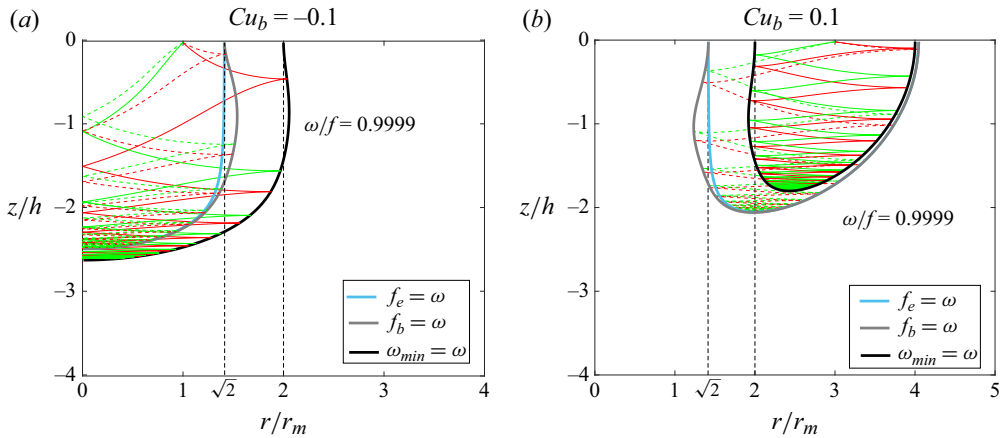 (a) Cu_b = –0.1
0
–1
–2
–3
–4
z/h
ω/f = 0.9999
f_e = ω
f_b = ω
ω_min = ω
0 1 √2 2 3 4
r/r_m
(b) Cu_b = 0.1
0
–1
–2
–3
–4
z/h
ω/f = 0.9999
f_e = ω
f_b = ω
ω_min = ω
0 1 √2 2 3 4 5
r/r_m